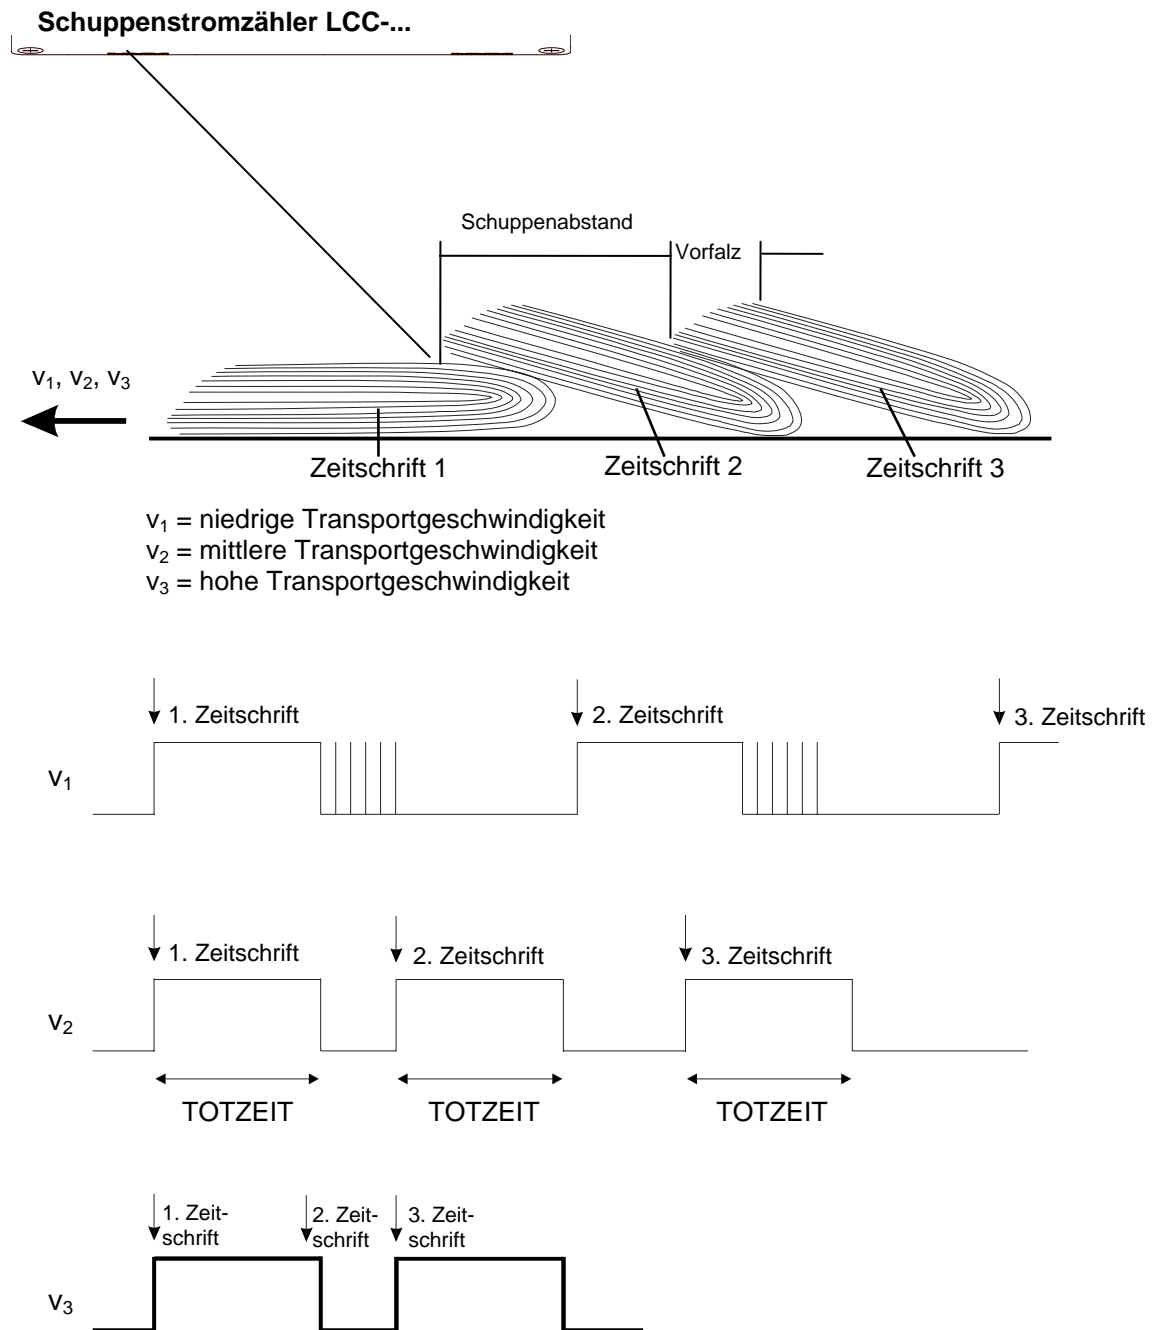 Schuppenstromzähler LCC-...
Schuppenabstand
Vorfalz
v₁, v₂, v₃
Zeitschrift 1
Zeitschrift 2
Zeitschrift 3
v₁ = niedrige Transportgeschwindigkeit
v₂ = mittlere Transportgeschwindigkeit
v₃ = hohe Transportgeschwindigkeit
1. Zeitschrift
2. Zeitschrift
3. Zeitschrift
v₁
1. Zeitschrift
2. Zeitschrift
3. Zeitschrift
v₂
TOTZEIT
TOTZEIT
TOTZEIT
1. Zeit-
schrift
2. Zeit-
schrift
3. Zeit-
schrift
v₃